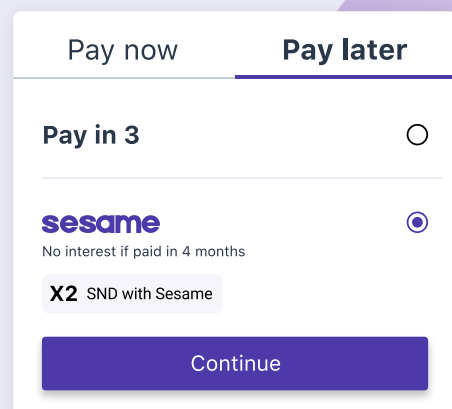 Pay now
Pay later
Pay in 3
sesame
No interest if paid in 4 months
X2 SND with Sesame
Continue